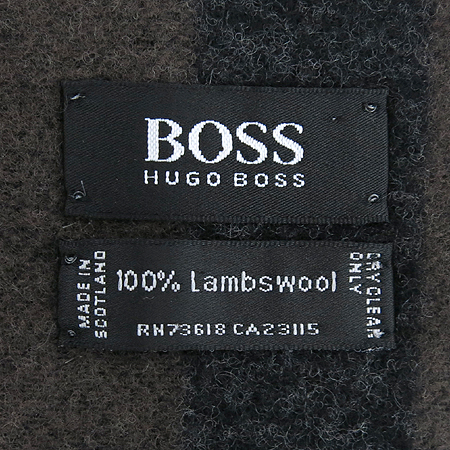 BOSS
HUGO BOSS
MADE IN
SCOTLAND
100% Lambswool
RN73618 CA23115
DRY CLEAN
ONLY